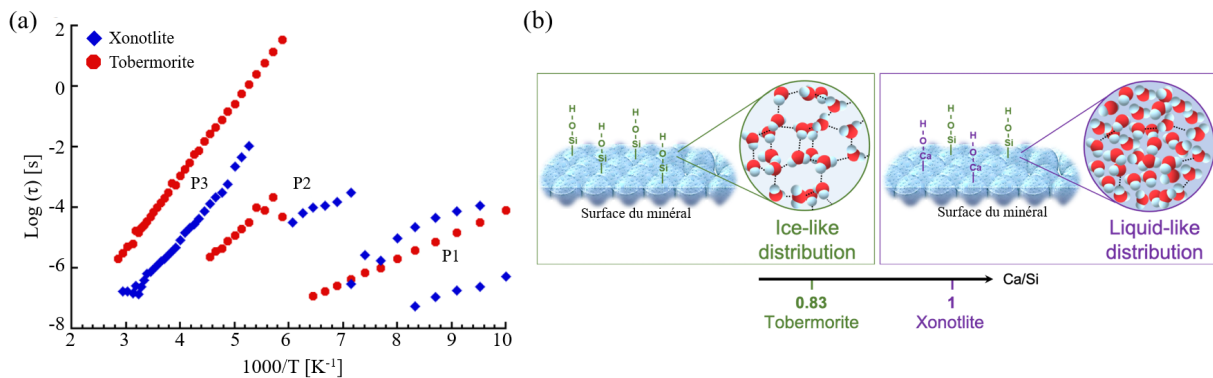 (a)
2
0
-2
-4
-6
-8
Log (τ) [s]
Xonotlite
Tobermorite
P3
P2
P1
2 3 4 5 6 7 8 9 10
1000/T [K⁻¹]
(b)
H
O
Si
H
O
Si
H
O
Si
H
O
Si
Surface du minéral
Ice-like
distribution
H
O
Ca
H
O
Si
H
O
Ca
H
O
Si
Surface du minéral
Liquid-like
distribution
Ca/Si
0.83
Tobermorite
1
Xonotlite